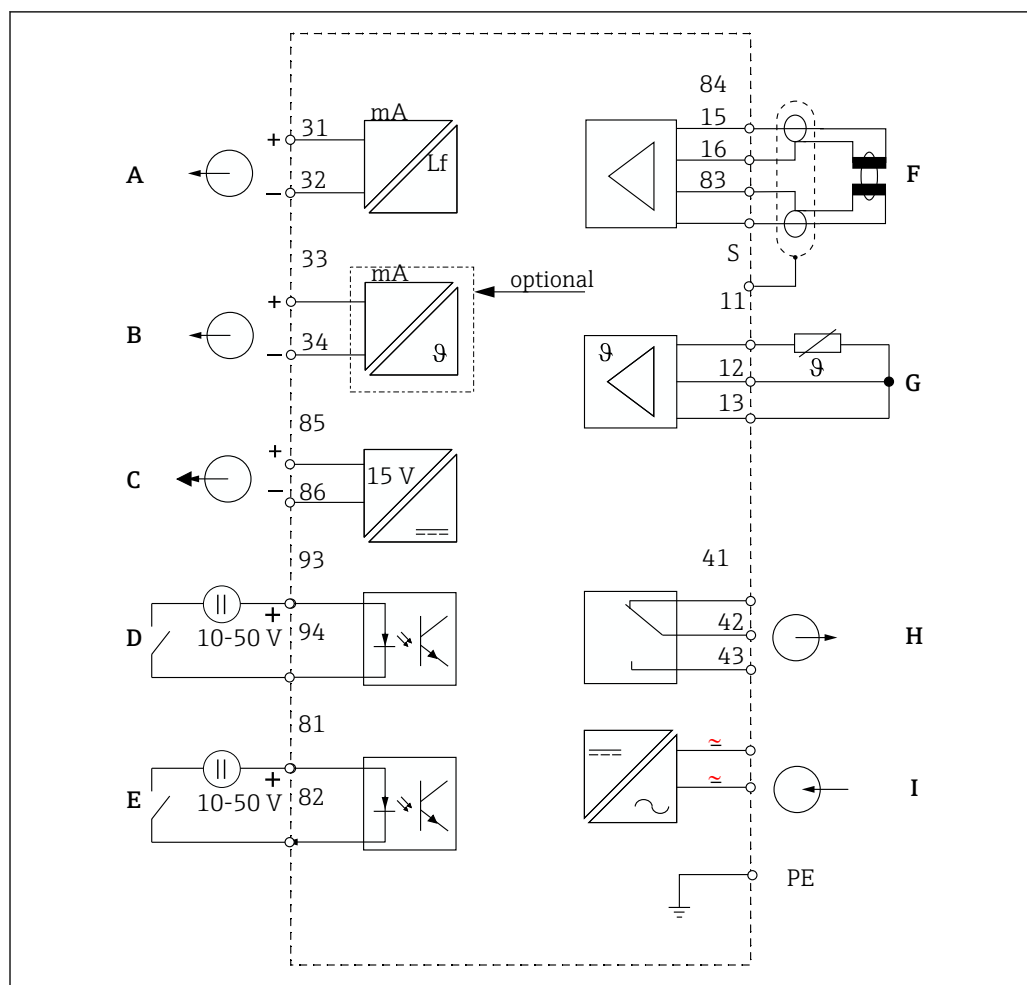 mA
31
+
A
Lf
32
−
33
mA
optional
+
B
34
−
ϑ
85
+
C
15 V
86
−
93
+
D
10-50 V
94
81
+
E
10-50 V
82
84
15
16
F
83
S
11
ϑ
ϑ
12
G
13
41
42
H
43
≃
≃
I
PE